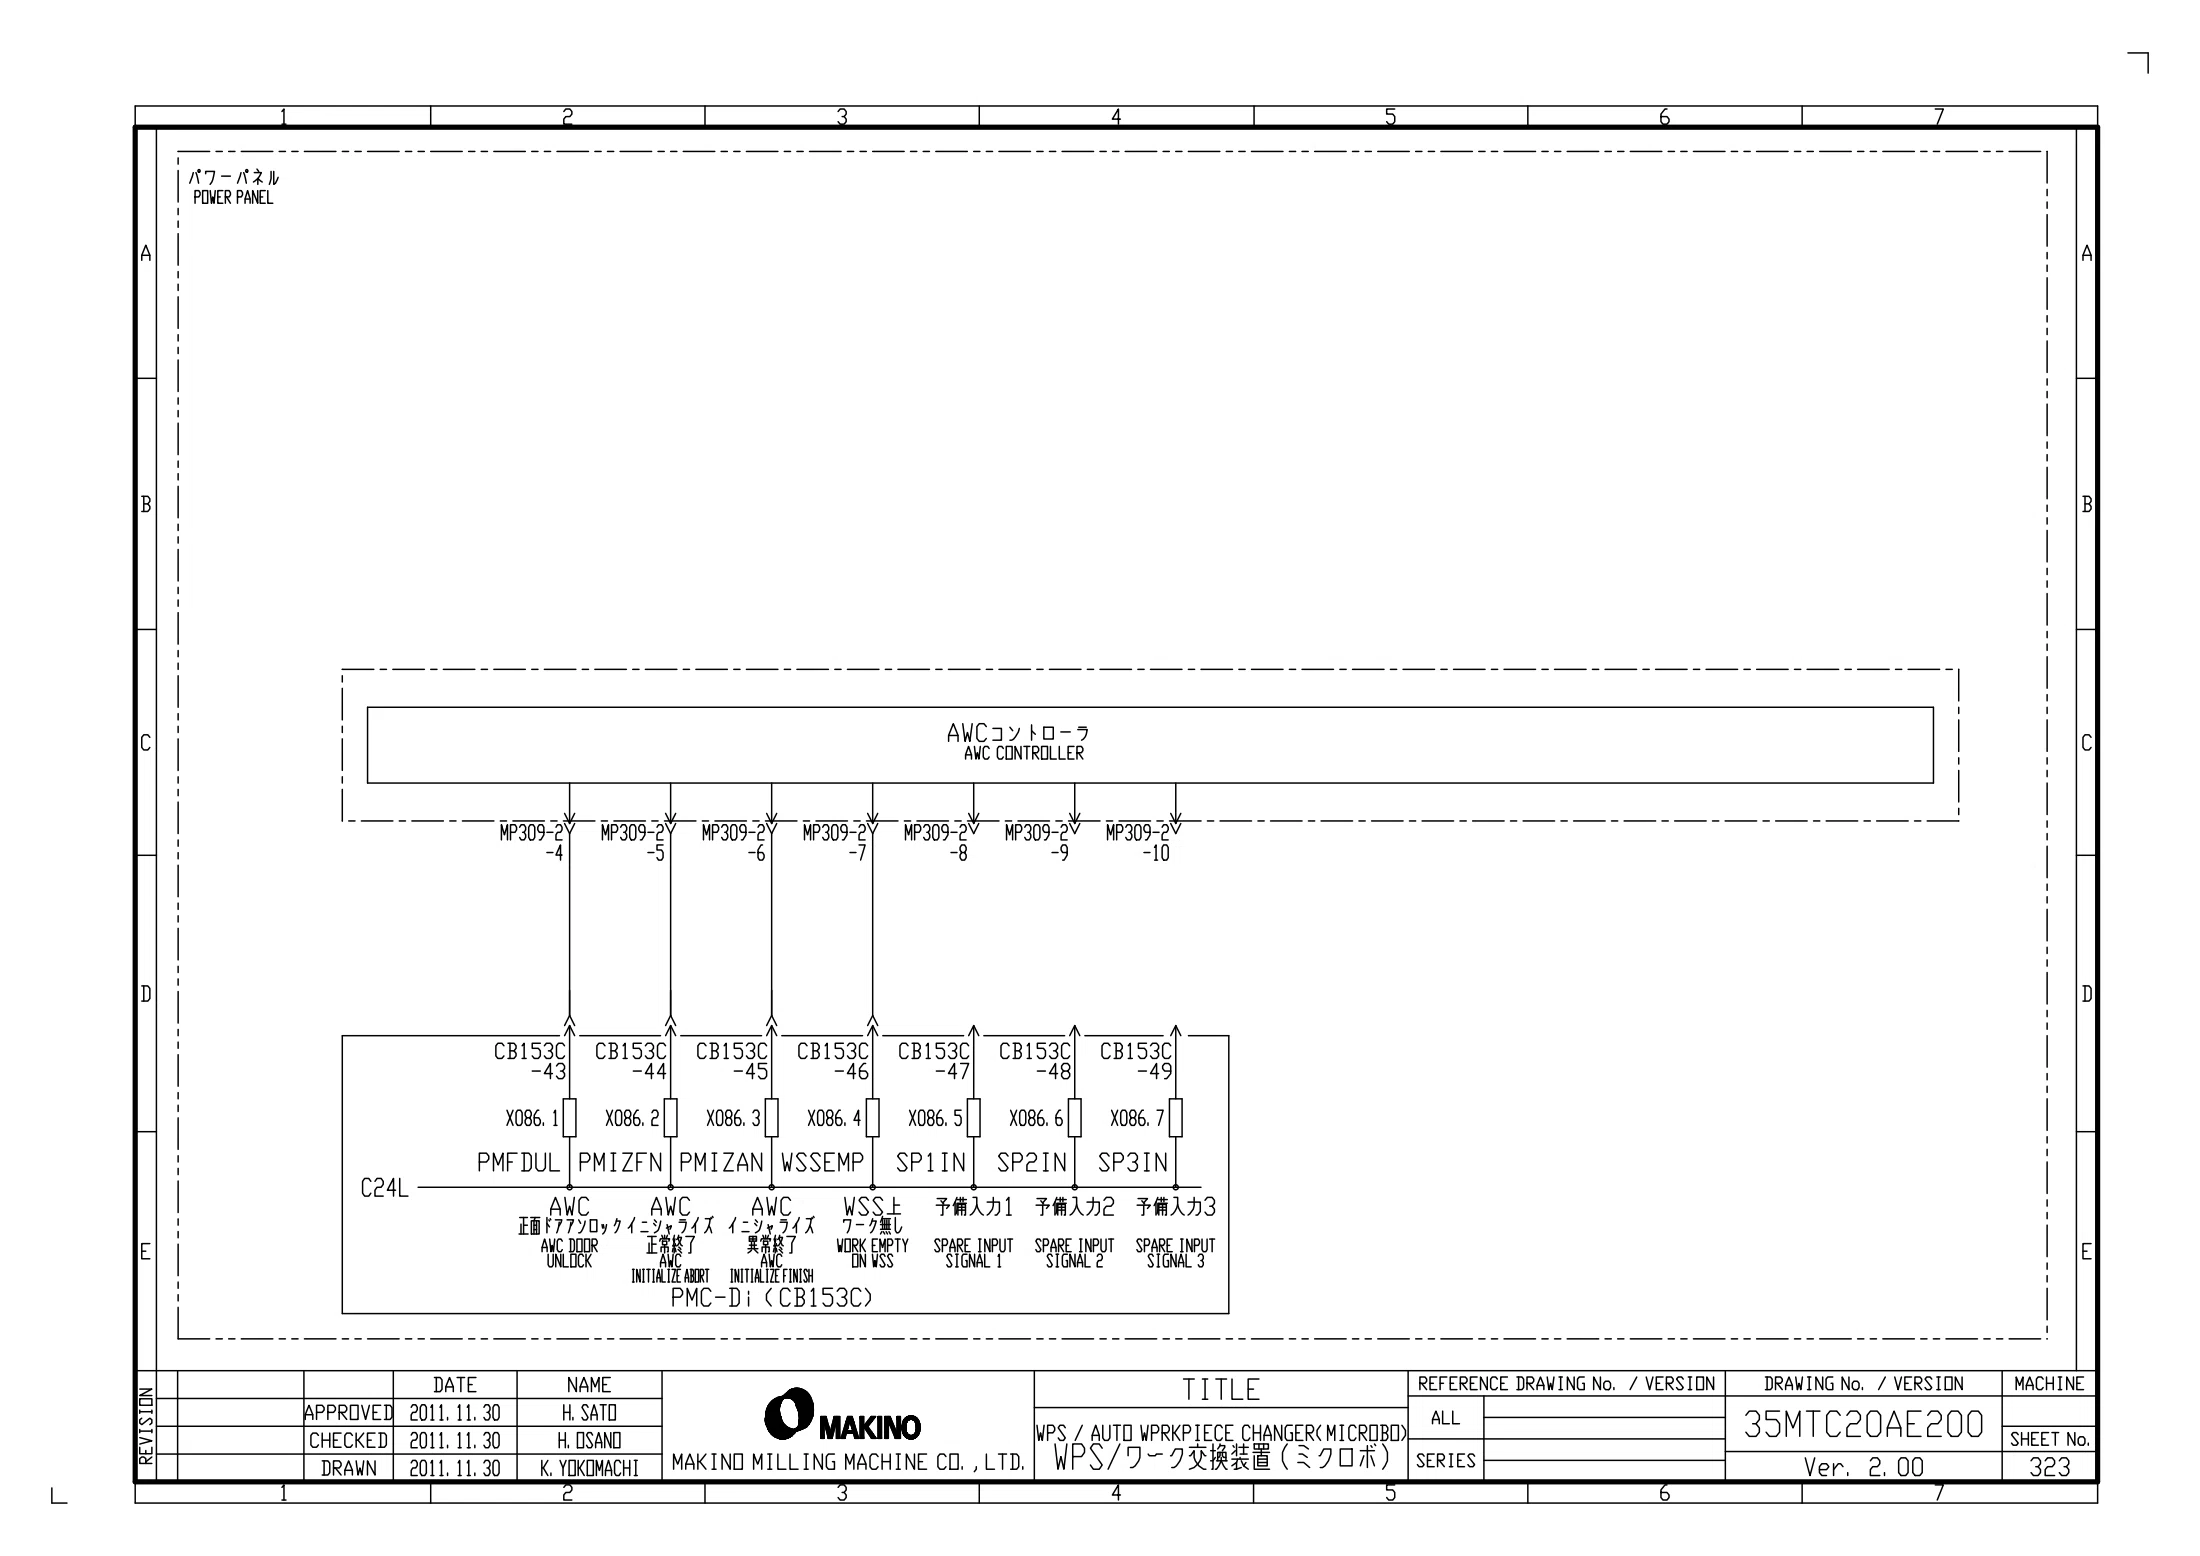 1 2 3 4 5 6 7
パワーパネル
POWER PANEL
A A
B B
C C
D D
E E
AWCコントローラ
AWC CONTROLLER
MP309-2 MP309-2 MP309-2 MP309-2 MP309-2 MP309-2 MP309-2
-4 -5 -6 -7 -8 -9 -10
CB153C CB153C CB153C CB153C CB153C CB153C CB153C
-43 -44 -45 -46 -47 -48 -49
X086.1 X086.2 X086.3 X086.4 X086.5 X086.6 X086.7
PMFDUL PMIZFN PMIZAN WSSEMP SP1IN SP2IN SP3IN
C24L
AWC AWC AWC WSS上 予備入力1 予備入力2 予備入力3
正面ドアアンロック イニシャライズ イニシャライズ ワーク無し
正常終了 異常終了
AWC DOOR WORK EMPTY SPARE INPUT SPARE INPUT SPARE INPUT
UNLOCK AWC AWC ON WSS SIGNAL 1 SIGNAL 2 SIGNAL 3
INITIALIZE ABORT INITIALIZE FINISH
PMC-Di (CB153C)
REVISION
DATE NAME
APPROVED 2011.11.30 H. SATO
CHECKED 2011.11.30 H. OSANO
DRAWN 2011.11.30 K. YOKOMACHI
MAKINO
MAKINO MILLING MACHINE CO.,LTD.
TITLE
WPS / AUTO WPRKPIECE CHANGER(MICROBO)
WPS/ワーク交換装置(ミクロボ)
REFERENCE DRAWING No. / VERSION
ALL
SERIES
DRAWING No. / VERSION
35MTC20AE200
Ver. 2.00
MACHINE
SHEET No.
323
1 2 3 4 5 6 7